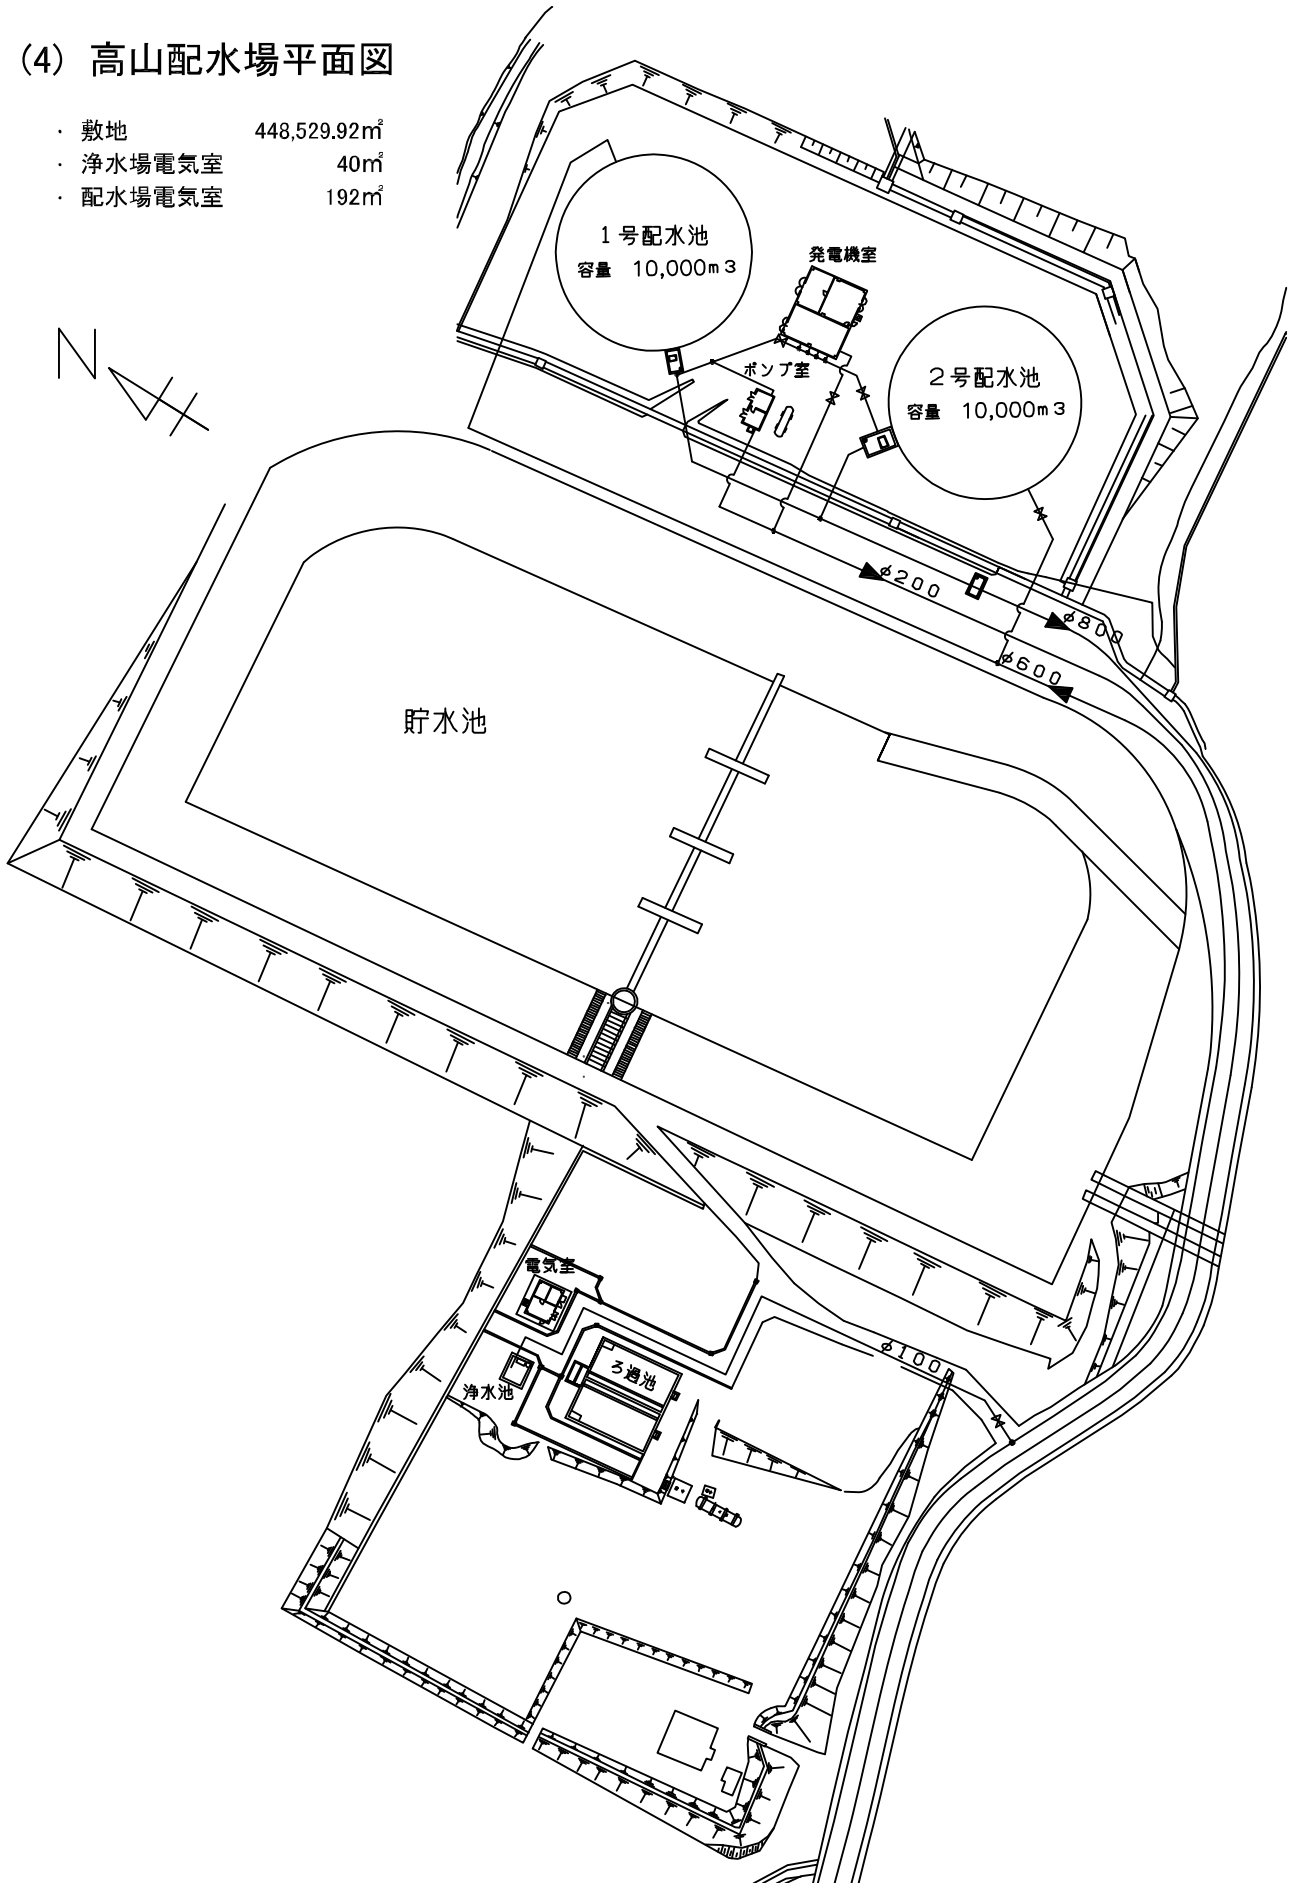 (4) 高山配水場平面図
・ 敷地 448,529.92㎡
・ 浄水場電気室 40㎡
・ 配水場電気室 192㎡
N
1号配水池
容量 10,000m3
発電機室
ポンプ室
2号配水池
容量 10,000m3
φ200
φ800
φ600
貯水池
電気室
ろ過池
浄水池
φ100